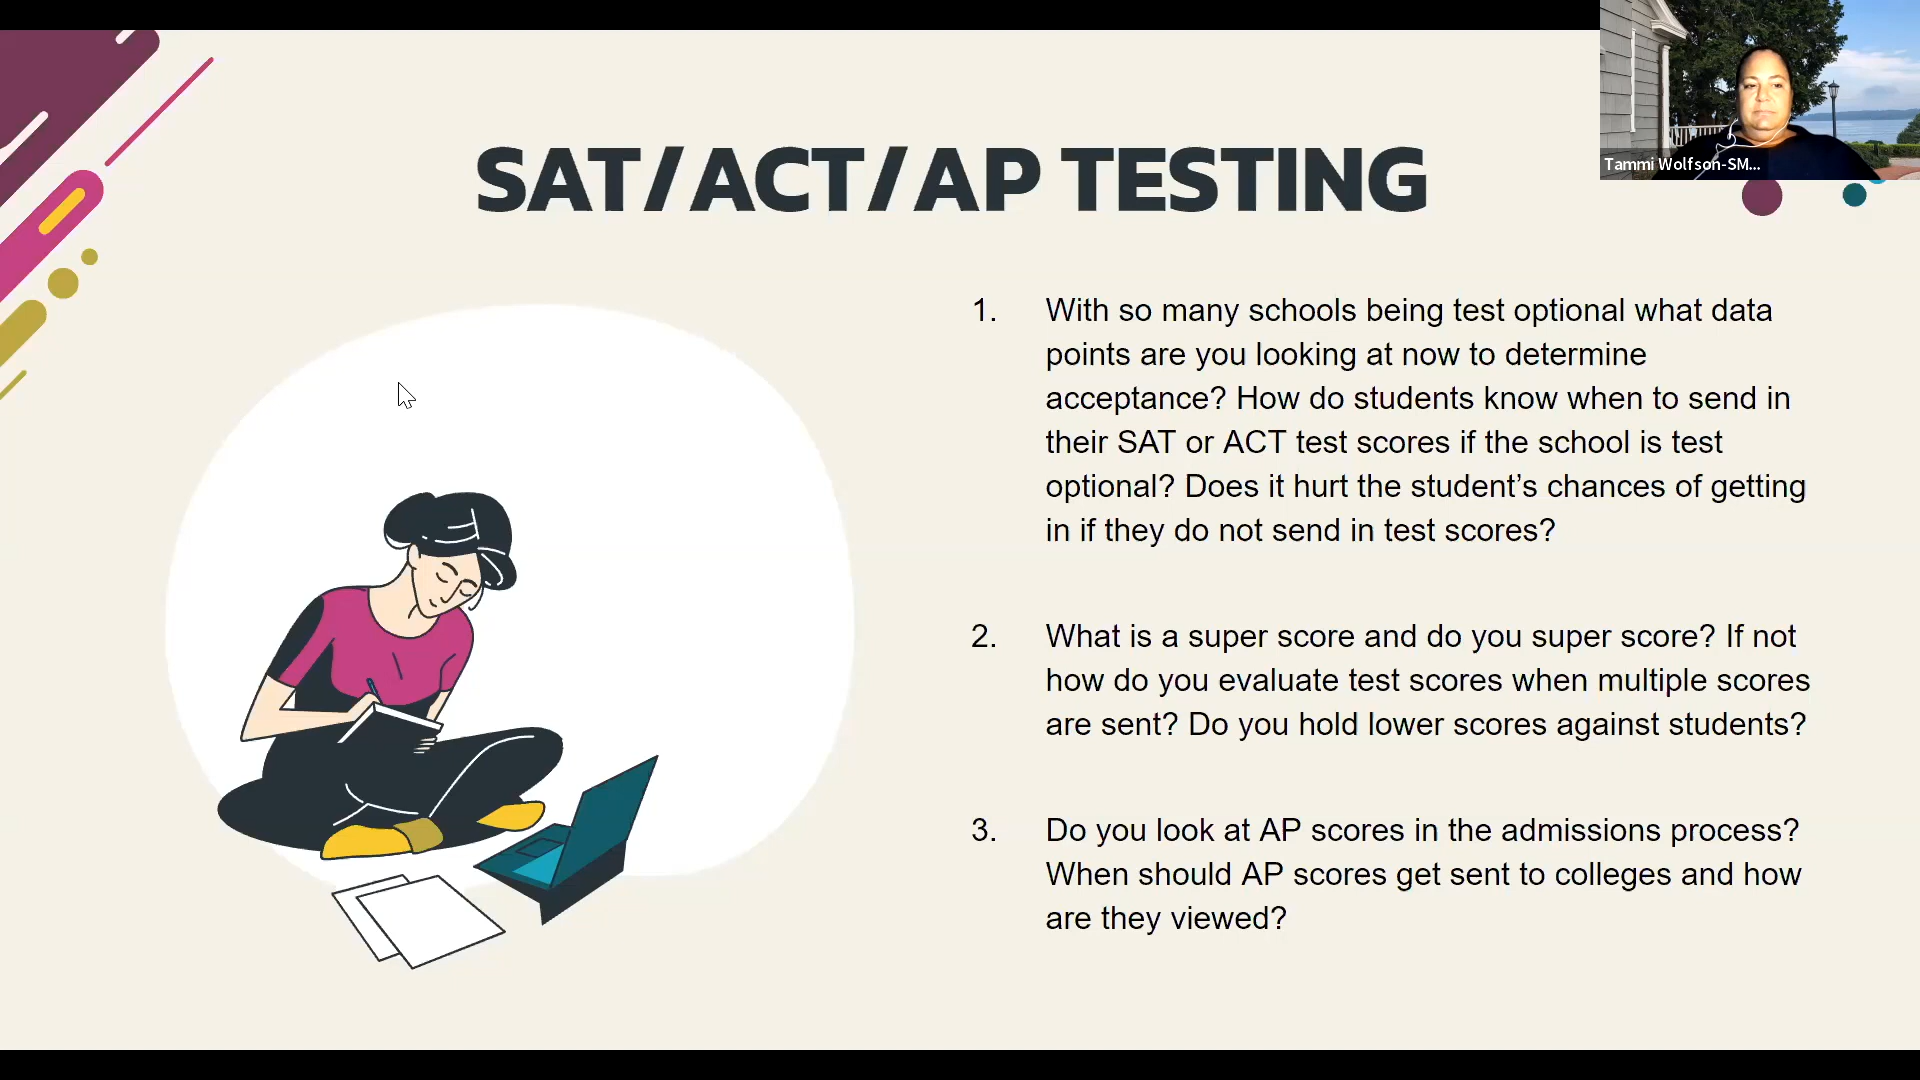 Tammi Wolfson-SM...
SAT/ACT/AP TESTING
1. With so many schools being test optional what data
points are you looking at now to determine
acceptance? How do students know when to send in
their SAT or ACT test scores if the school is test
optional? Does it hurt the student’s chances of getting
in if they do not send in test scores?
2. What is a super score and do you super score? If not
how do you evaluate test scores when multiple scores
are sent? Do you hold lower scores against students?
3. Do you look at AP scores in the admissions process?
When should AP scores get sent to colleges and how
are they viewed?